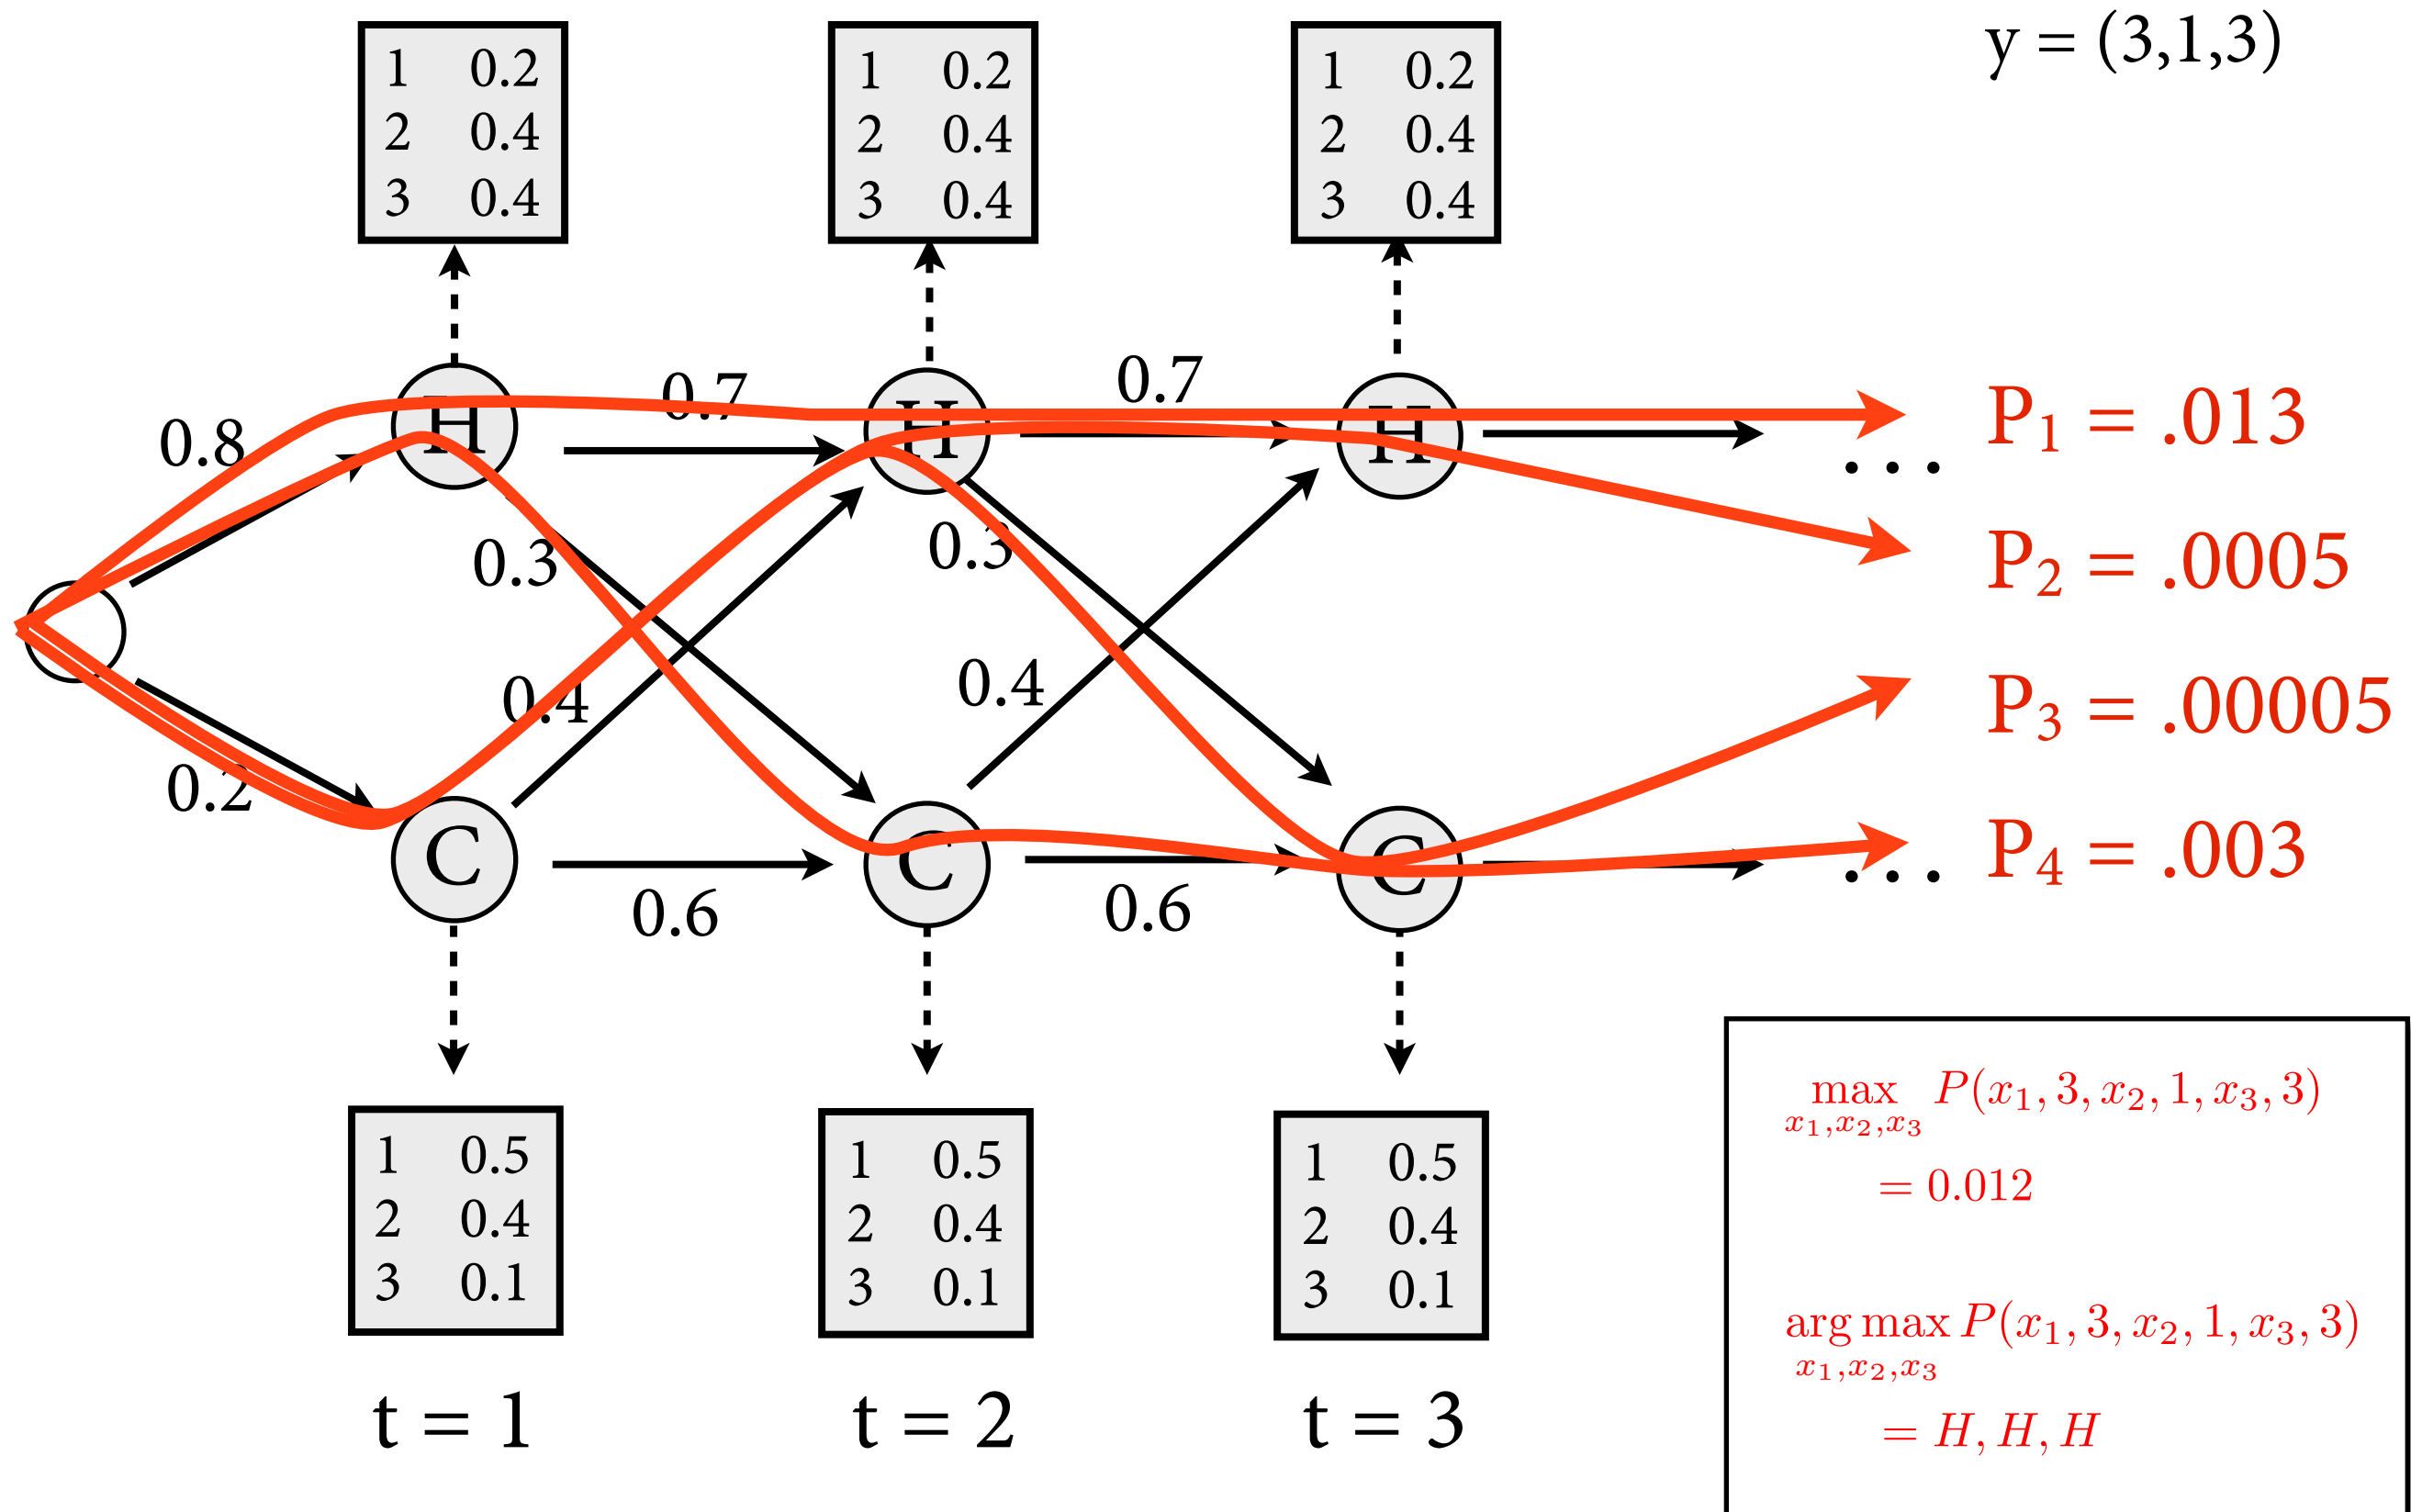 y = (3,1,3)
1 0.2
2 0.4
3 0.4
1 0.2
2 0.4
3 0.4
1 0.2
2 0.4
3 0.4
0.8
0.7
0.7
H
H
H
...
P1 = .013
0.3
0.3
P2 = .0005
0.4
0.4
P3 = .00005
0.2
C
C
C
...
P4 = .003
0.6
0.6
1 0.5
2 0.4
3 0.1
1 0.5
2 0.4
3 0.1
1 0.5
2 0.4
3 0.1
t = 1
t = 2
t = 3
max P(x1, 3, x2, 1, x3, 3)
x1,x2,x3
= 0.012
arg max P(x1, 3, x2, 1, x3, 3)
x1,x2,x3
= H, H, H